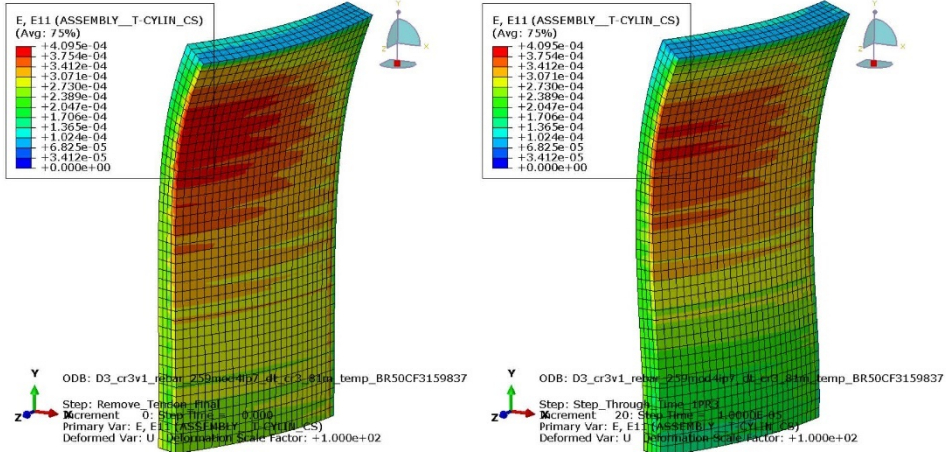 E, E11 (ASSEMBLY__T-CYLIN_CS)
(Avg: 75%)
+4.095e-04
+3.754e-04
+3.412e-04
+3.071e-04
+2.730e-04
+2.389e-04
+2.047e-04
+1.706e-04
+1.365e-04
+1.024e-04
+6.825e-05
+3.412e-05
+0.000e+00
Y
X
Z
Y
X
Z
ODB: D3_cr3v1_rebar_259mod4ip7_dt_cr3_81m_temp_BR50CF3159837
Step: Remove_Tendon_Final
Increment 0: Step Time = 0.000
Primary Var: E, E11 (ASSEMBLY__T-CYLIN_CS)
Deformed Var: U Deformation Scale Factor: +1.000e+02
E, E11 (ASSEMBLY__T-CYLIN_CS)
(Avg: 75%)
+4.095e-04
+3.754e-04
+3.412e-04
+3.071e-04
+2.730e-04
+2.389e-04
+2.047e-04
+1.706e-04
+1.365e-04
+1.024e-04
+6.825e-05
+3.412e-05
+0.000e+00
Y
X
Z
Y
X
Z
ODB: D3_cr3v1_rebar_259mod4ip7_dt_cr3_81m_temp_BR50CF3159837
Step: Step_Through_Time_1PR3
Increment 20: Step Time = 1.0000E-05
Primary Var: E, E11 (ASSEMBLY__T-CYLIN_CS)
Deformed Var: U Deformation Scale Factor: +1.000e+02